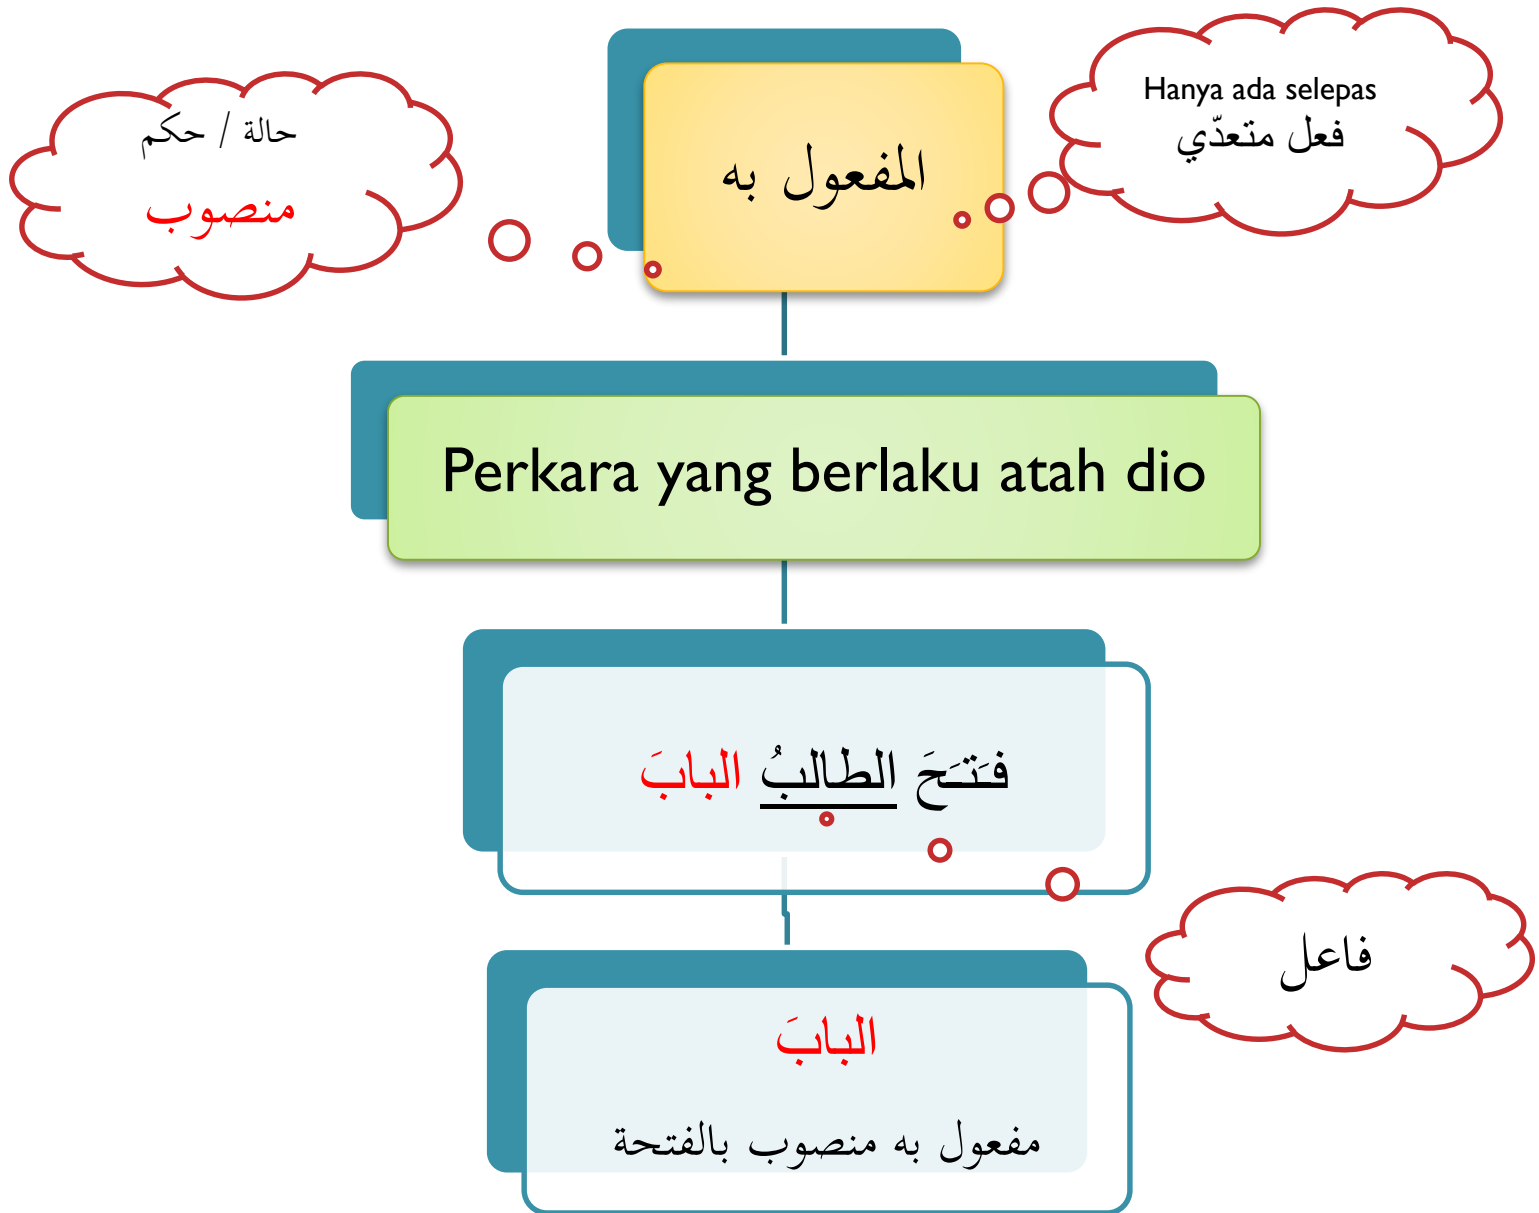 حالة / حكم
منصوب
المفعول به
Hanya ada selepas
فعل متعدّي
Perkara yang berlaku atah dio
فَتَحَ الطالبُ البابَ
فاعل
البابَ
مفعول به منصوب بالفتحة